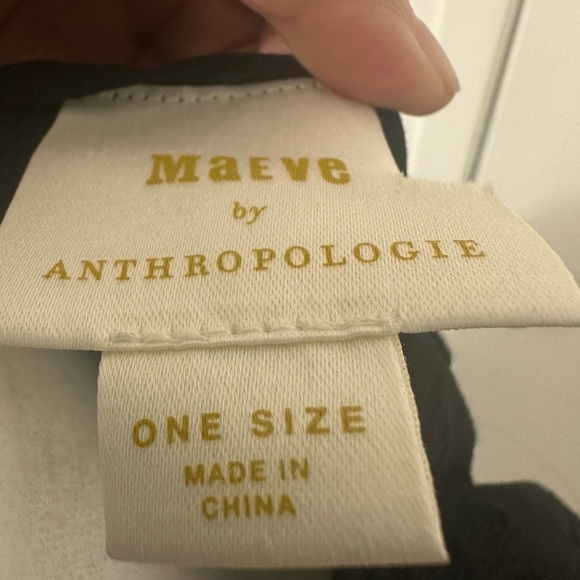 Maeve
by
ANTHROPOLOGIE
ONE SIZE
MADE IN
CHINA